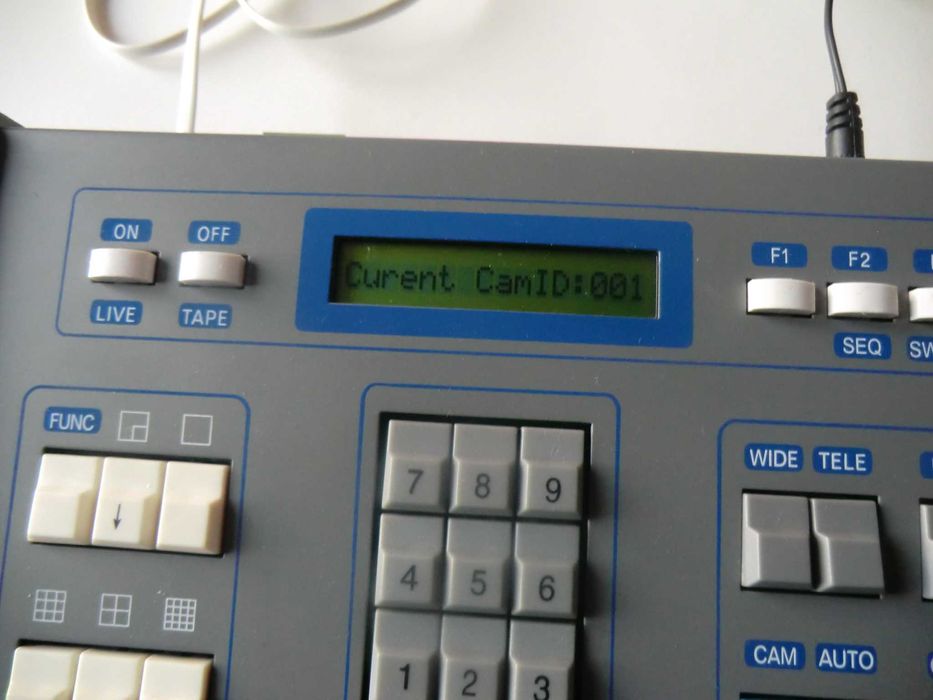 ON OFF
Curent CamID:001
F1 F2
LIVE TAPE
SEQ SW
FUNC
7 8 9
WIDE TELE
4 5 6
1 2 3
CAM AUTO